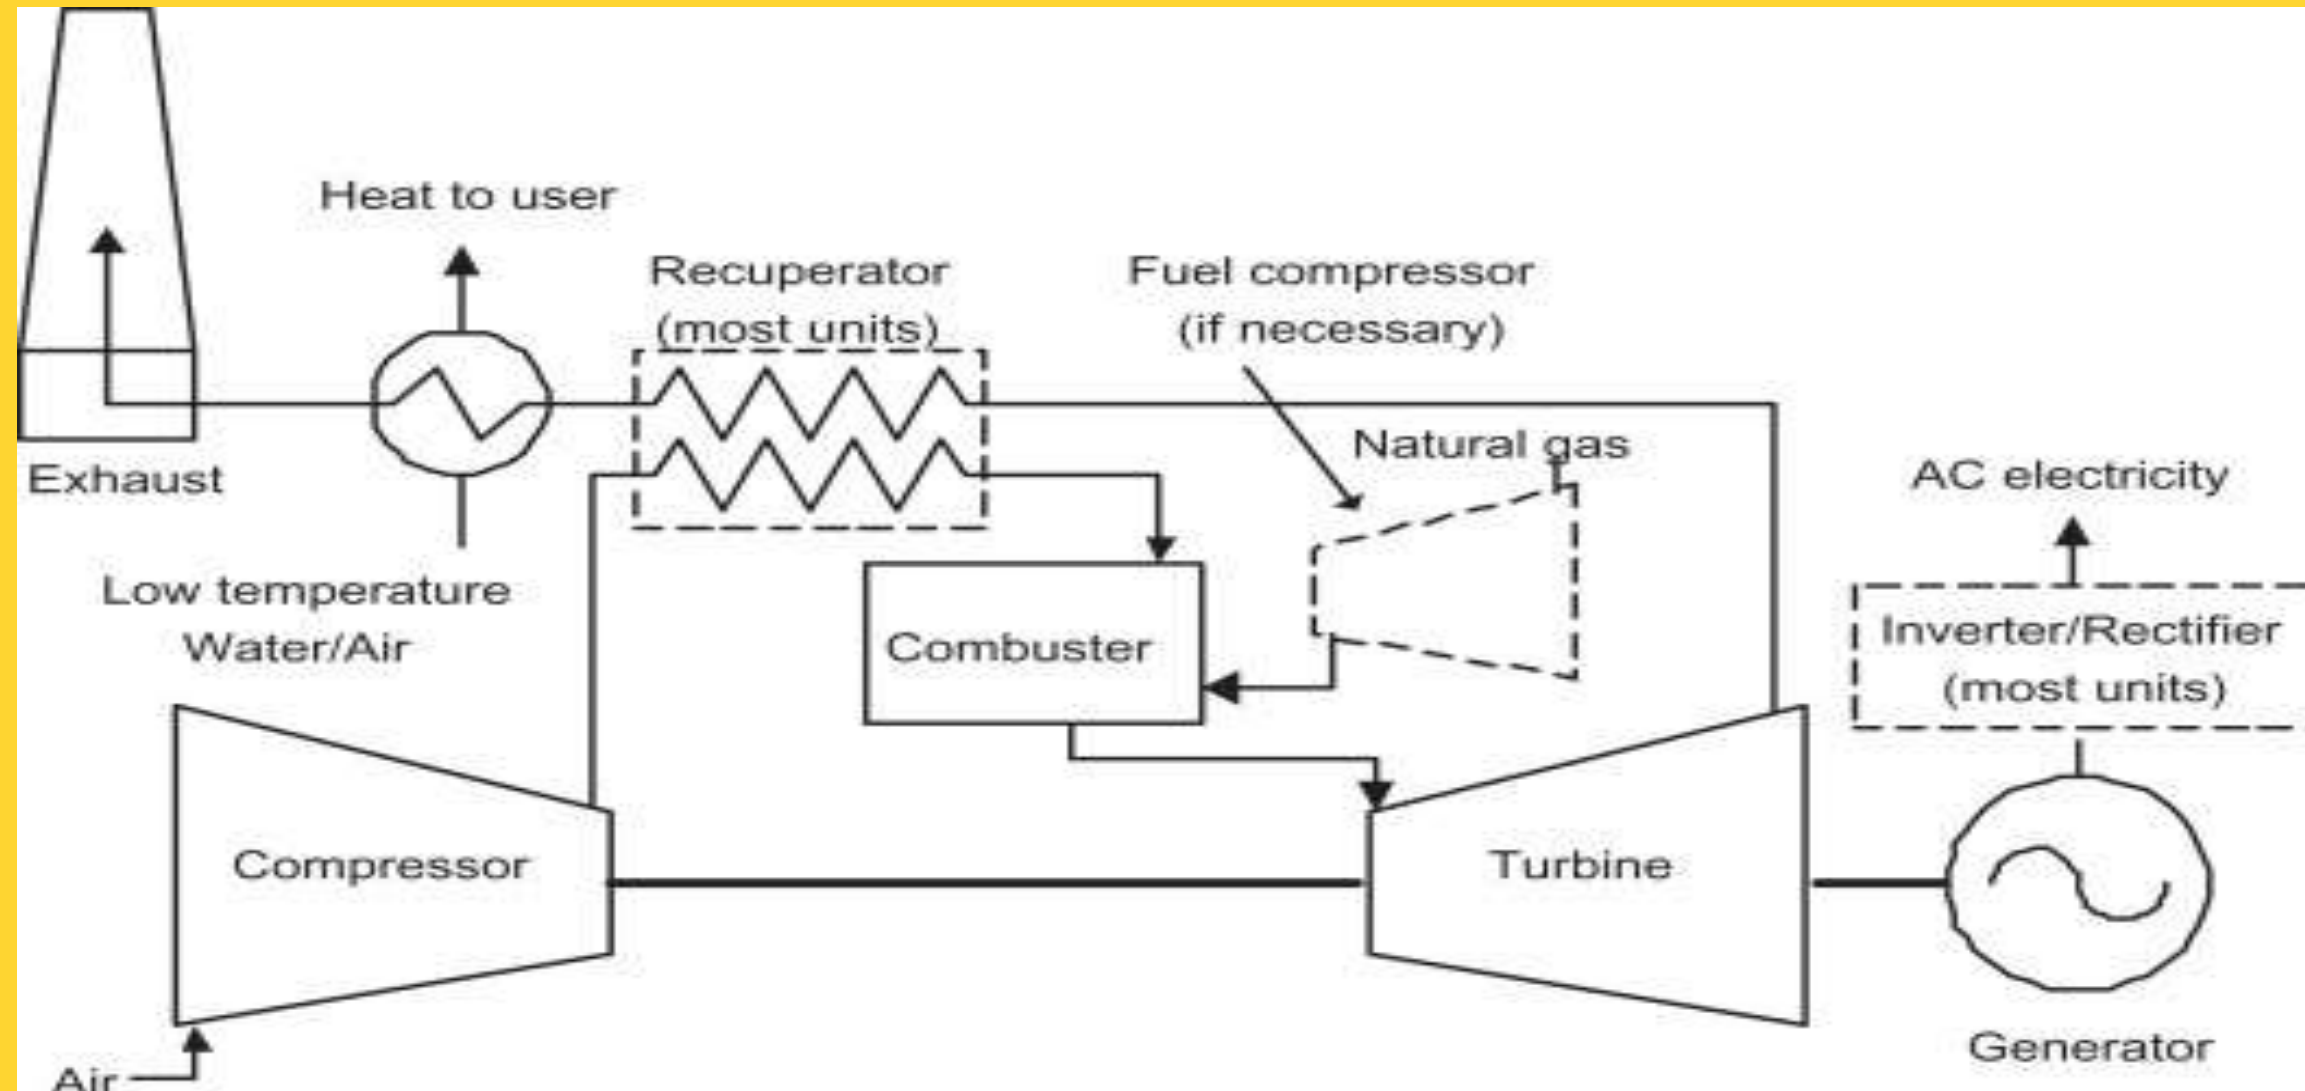 Heat to user
Recuperator
(most units)
Fuel compressor
(if necessary)
Natural gas
Exhaust
AC electricity
Low temperature
Water/Air
Combuster
Inverter/Rectifier
(most units)
Compressor
Turbine
Generator
Air